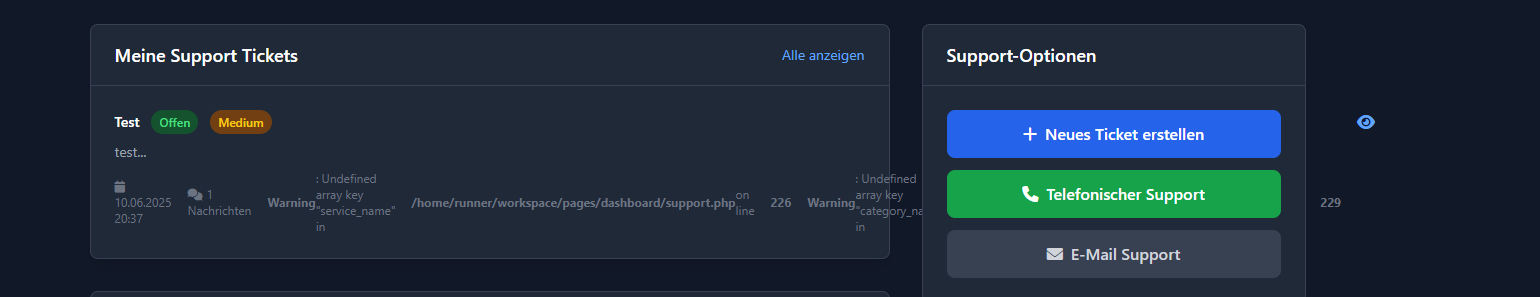 Meine Support Tickets
Alle anzeigen
Test
Offen
Medium
test...
10.06.2025
20:37
1
Nachrichten
Warning
: Undefined
array key
"service_name"
in
/home/runner/workspace/pages/dashboard/support.php
on
line
226
Warning
: Undefined
array key
"category_na
in
229
Support-Optionen
Neues Ticket erstellen
Telefonischer Support
E-Mail Support